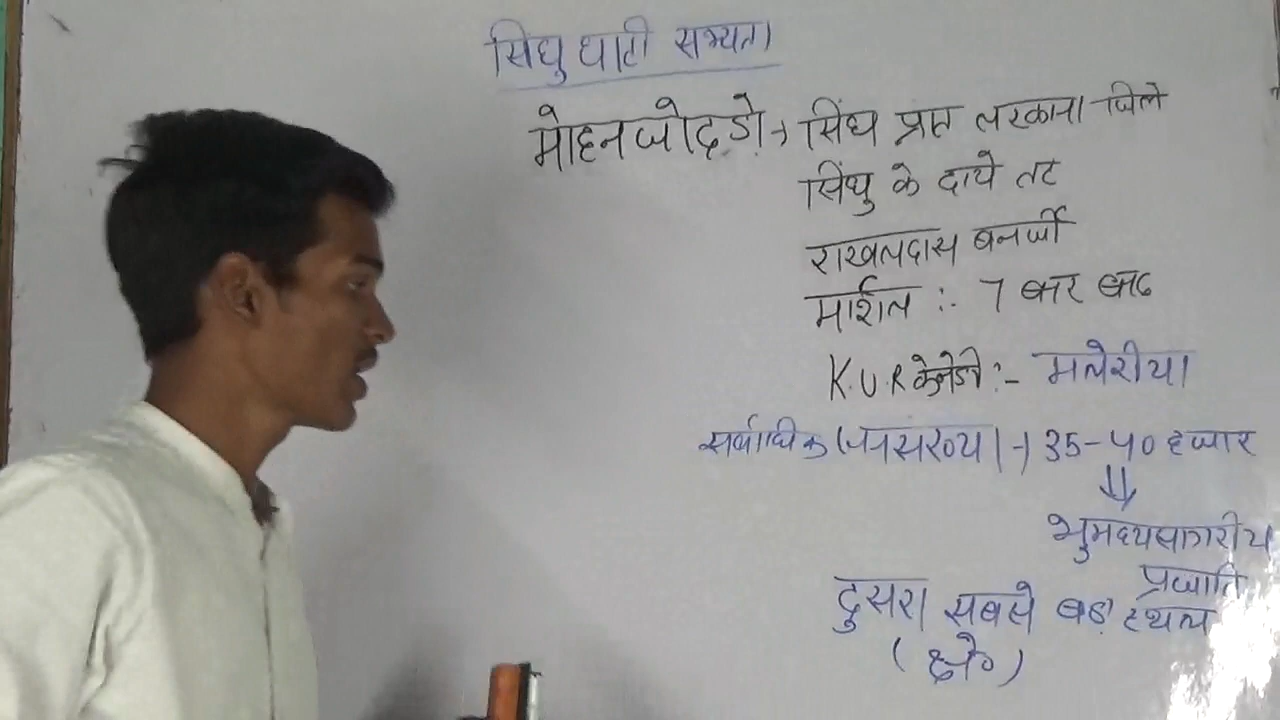 सिंधु घाटी सभ्यता
मोहनजोदड़ो → सिंध प्रान्त लरकाना जिले
सिंधु के दाये तट
राखलदास बनर्जी
मार्शल :- 7 बार बाढ
K.U.R केनेडी :- मलेरीया
सर्वाधिक (जनसंख्या) → 35-40 हजार
⇓
भुमध्यसागरीय
प्रजाति
दुसरा सबसे बड़ा स्थल
(क्षे०)